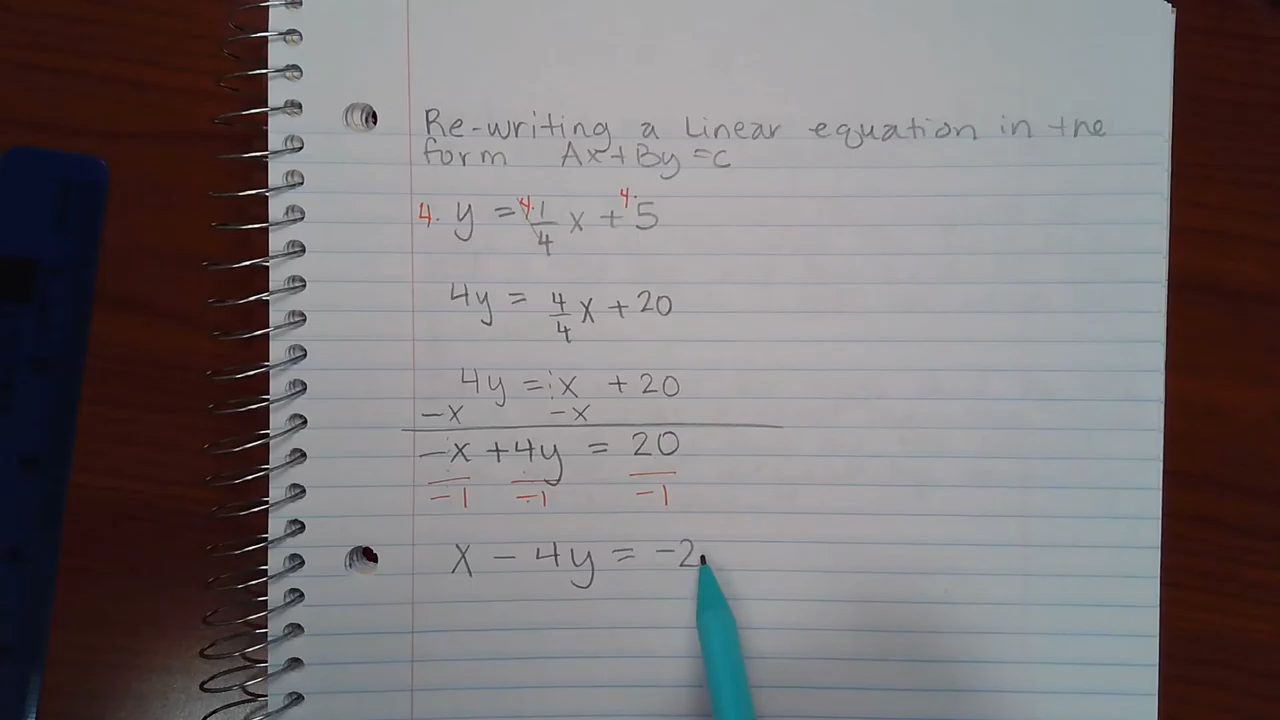 Re-writing a Linear equation in the
form Ax+By=C
4. y = 4. 1/4 x + 4. 5
4y = 4/4 x + 20
4y = x + 20
-x -x
-x + 4y = 20
-1 -1 -1
x - 4y = -2